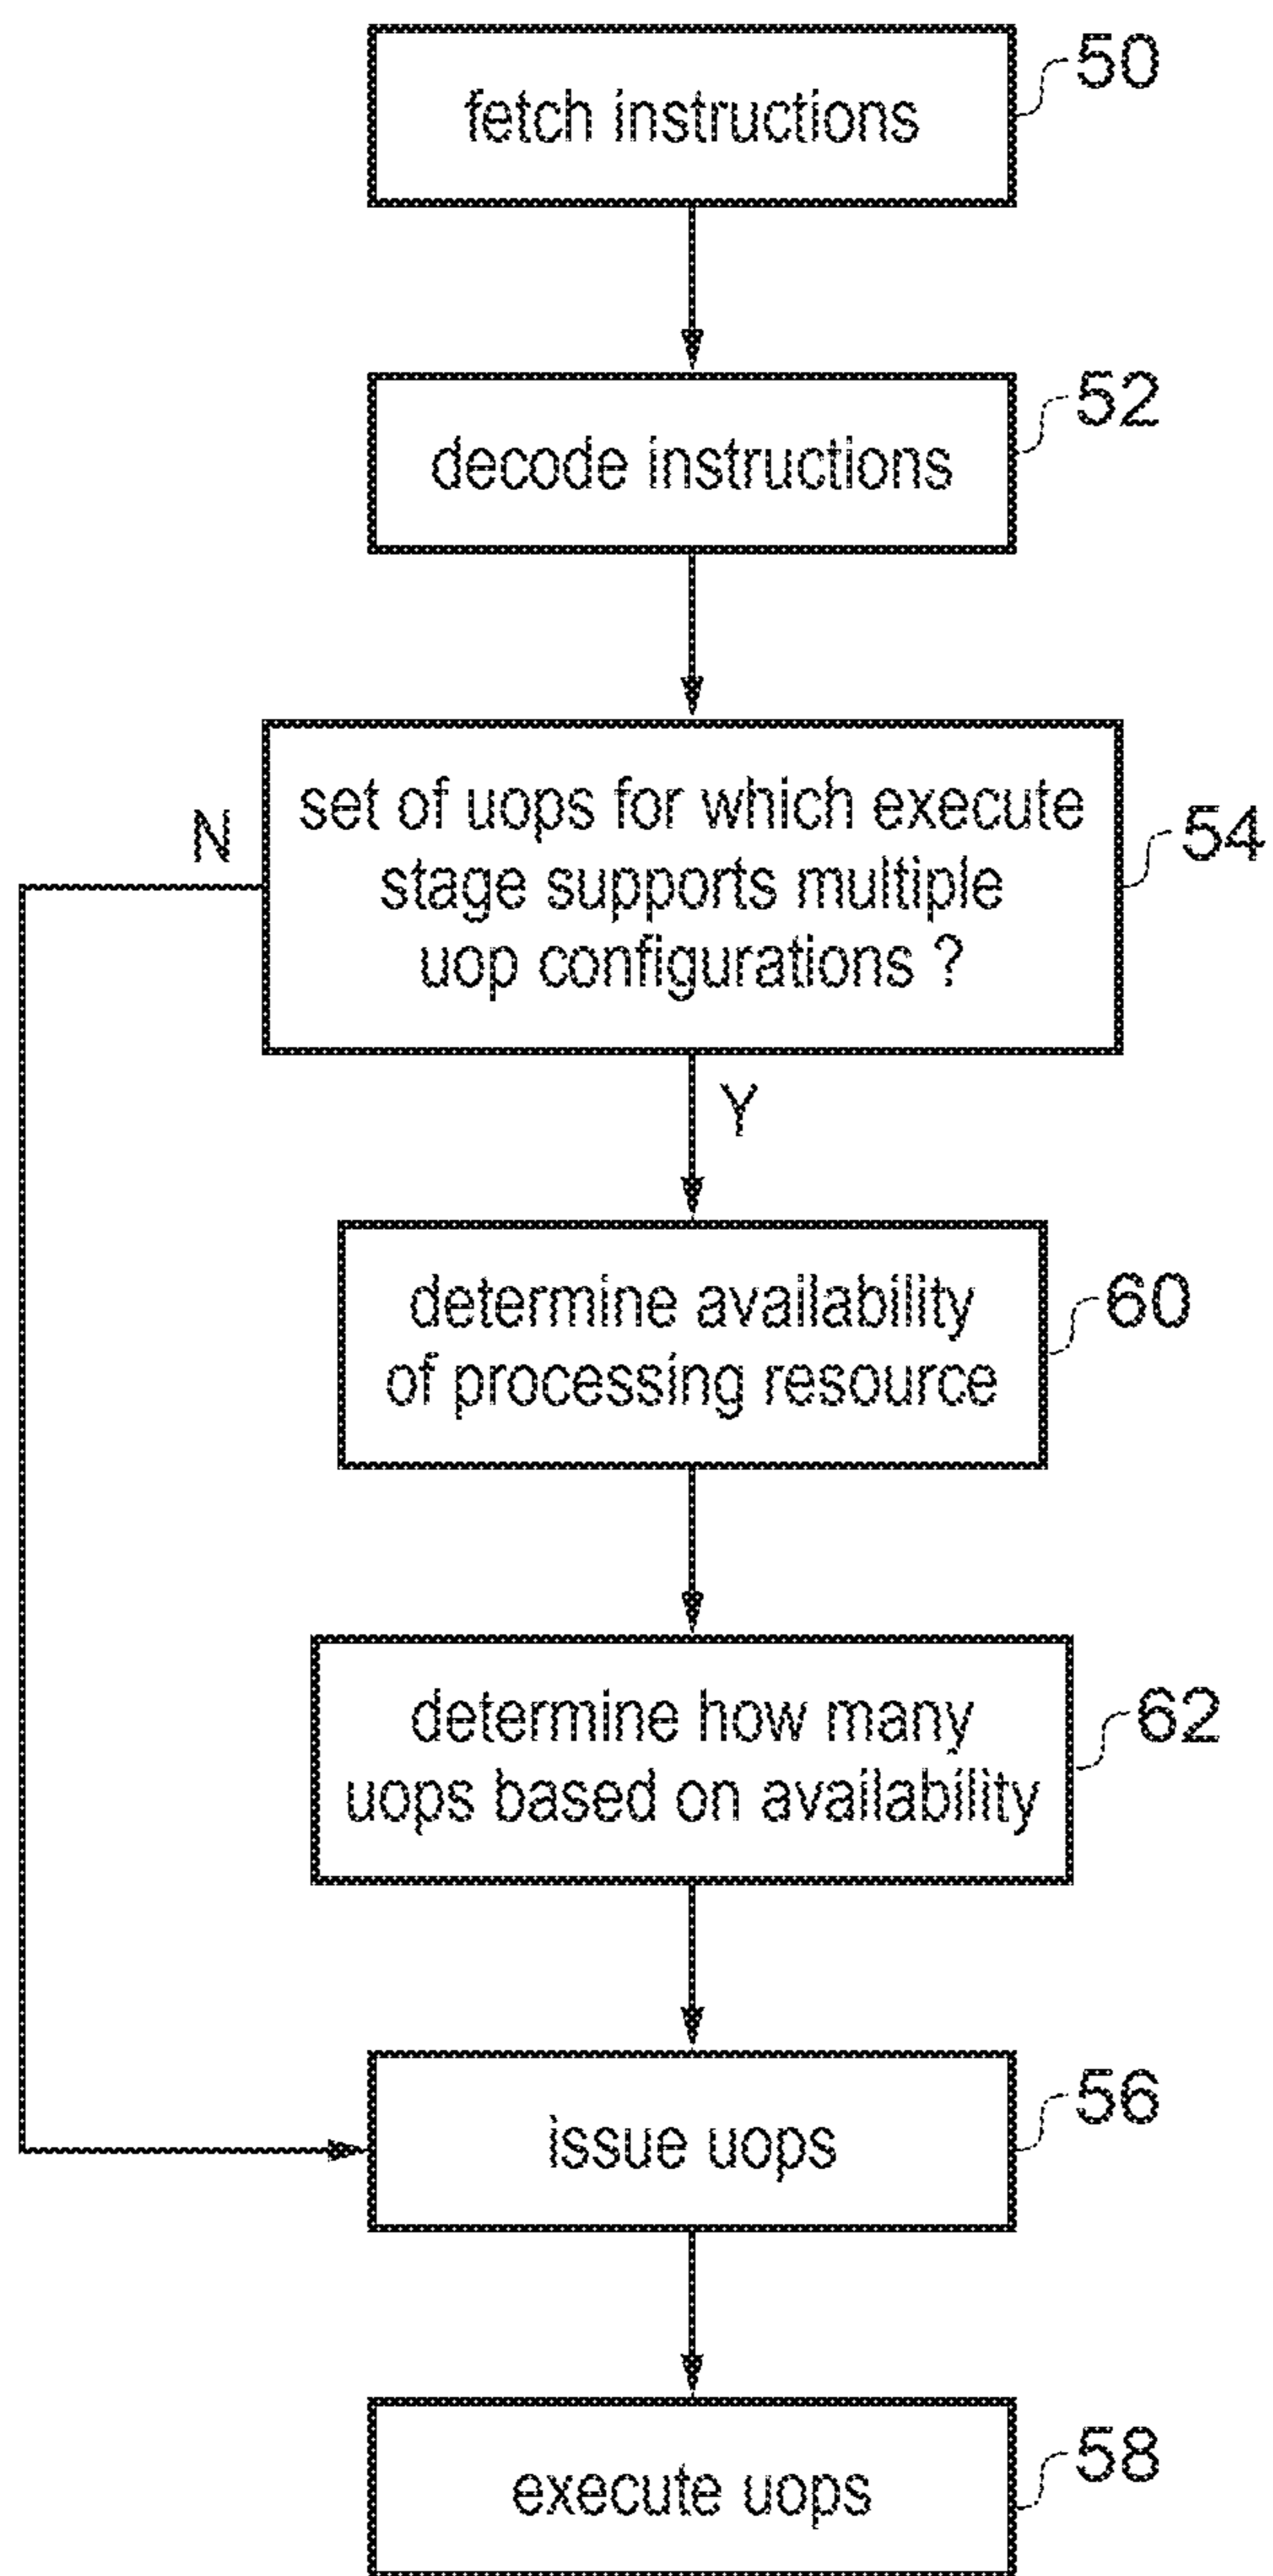 fetch instructions
50
decode instructions
52
set of uops for which execute
stage supports multiple
uop configurations ?
54
N
Y
determine availability
of processing resource
60
determine how many
uops based on availability
62
issue uops
56
execute uops
58